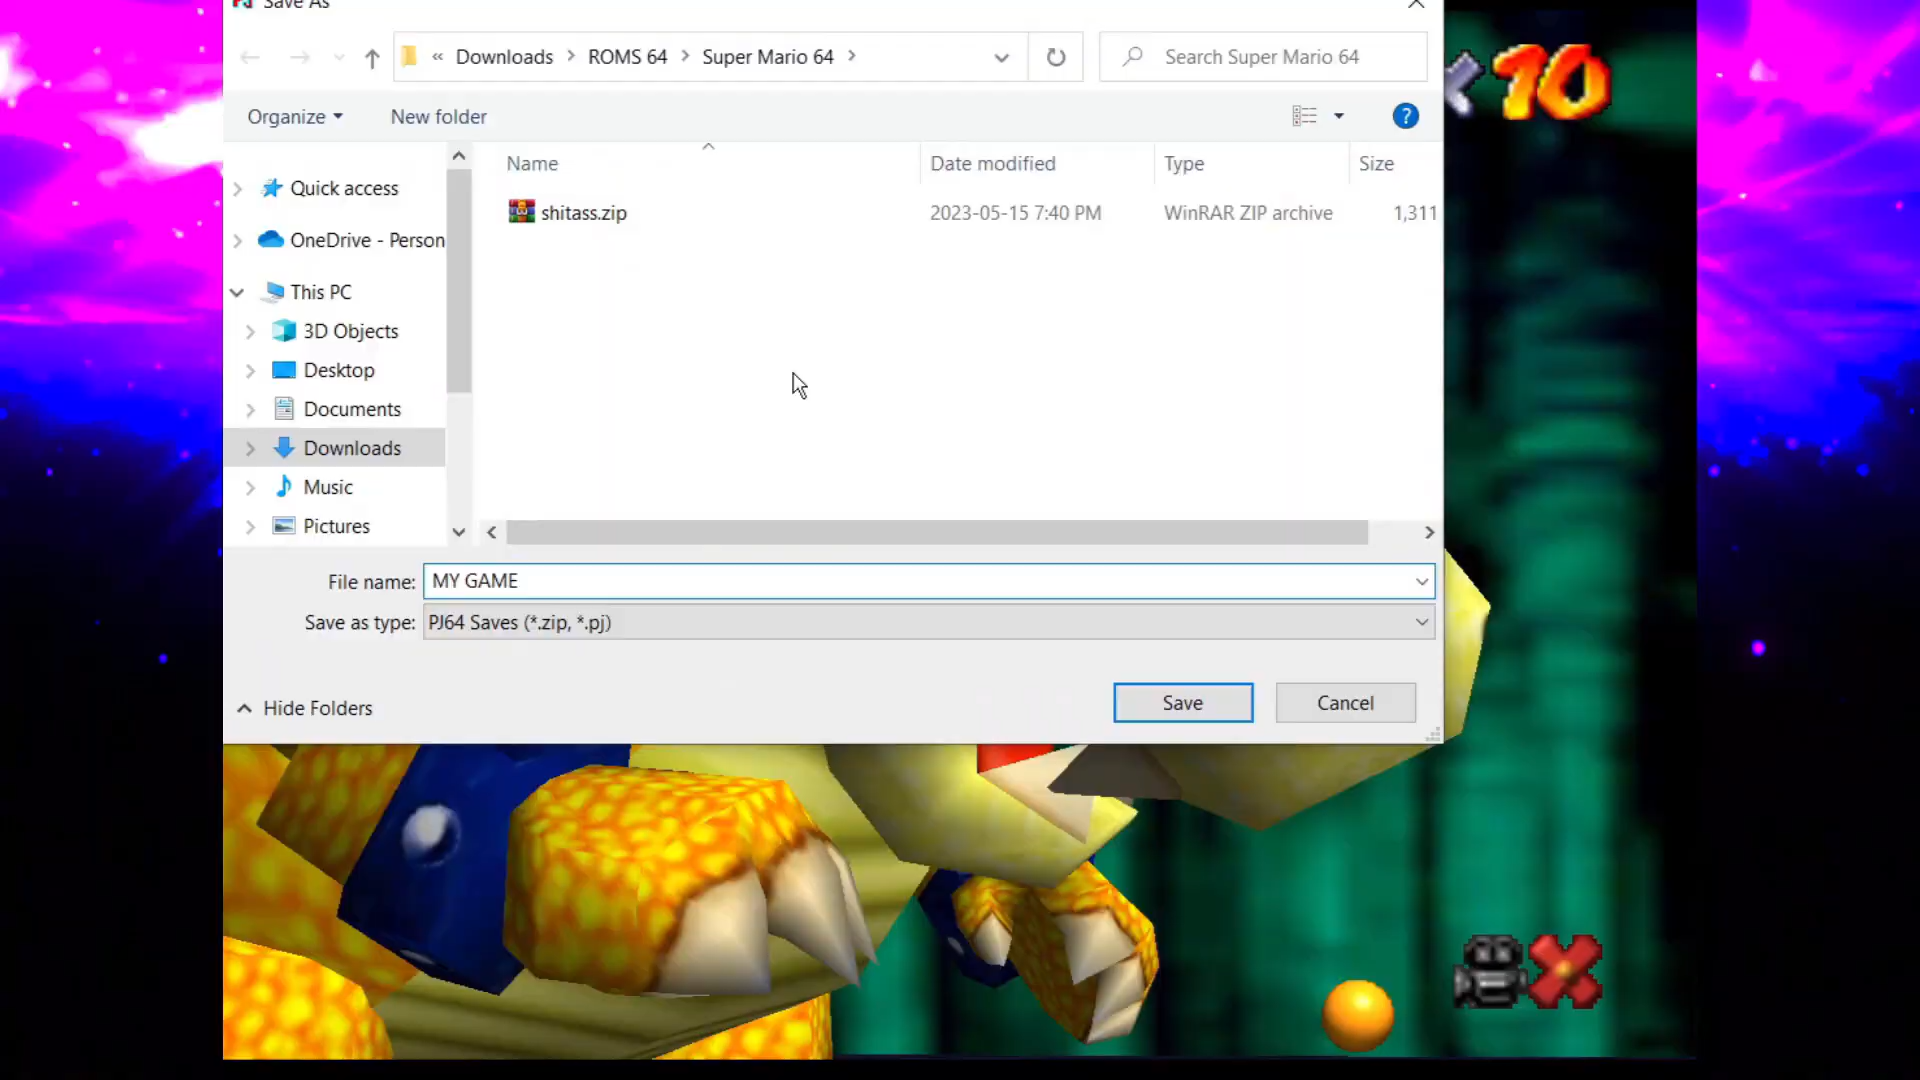 Save As
« Downloads > ROMS 64 > Super Mario 64 >
Search Super Mario 64
×10
Organize
New folder
?
Name
Date modified
Type
Size
shitass.zip
2023-05-15 7:40 PM
WinRAR ZIP archive
1,311
Quick access
OneDrive - Person
This PC
3D Objects
Desktop
Documents
Downloads
Music
Pictures
File name:
MY GAME
Save as type:
PJ64 Saves (*.zip, *.pj)
Hide Folders
Save
Cancel